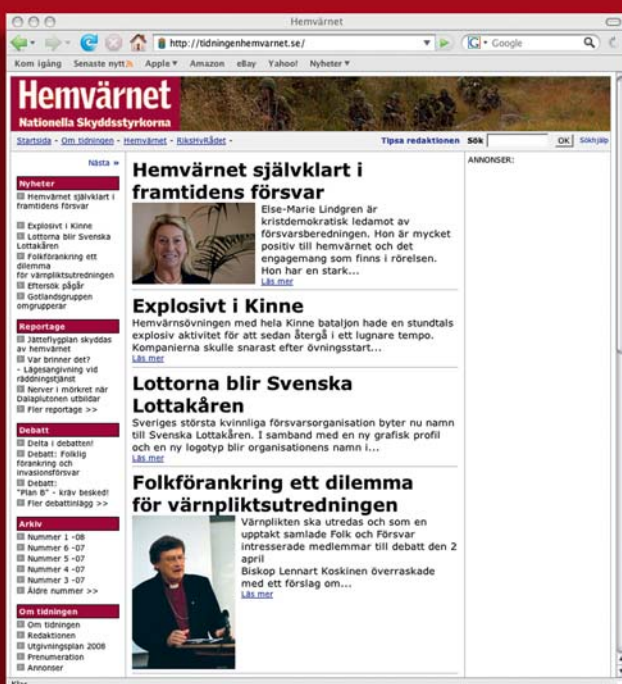 Hemvärnet
http://tidningenhemvarnet.se/
Google
Kom igång Senaste nytt Apple Amazon eBay Yahoo! Nyheter
Hemvärnet
Nationella Skyddsstyrkorna
Startsida - Om tidningen - Hemvärnet - RiksHvRådet - Tipsa redaktionen Sök OK Sökhjälp
Nästa »
Nyheter
Hemvärnet självklart i
framtidens försvar
Explosivt i Kinne
Lottorna blir Svenska
Lottakåren
Folkförankring ett
dilemma
för värnpliktsutredningen
Eftersök pågår
Gotlandsgruppen
omgrupperar
Reportage
Jätteflygplan skyddas
av hemvärnet
Var brinner det?
- Lägesangivning vid
räddningstjänst
Nerver i mörkret när
Dalaplutonen utbildar
Fler reportage >>
Debatt
Delta i debatten!
Debatt: Folklig
förankring och
invasionsförsvar
Debatt:
"Plan B" - kräv besked!
Fler debattinlägg >>
Arkiv
Nummer 1 -08
Nummer 6 -07
Nummer 5 -07
Nummer 4 -07
Nummer 3 -07
Äldre nummer >>
Om tidningen
Om tidningen
Redaktionen
Utgivningsplan 2008
Prenumeration
Annonser
Hemvärnet självklart i
framtidens försvar
Else-Marie Lindgren är
kristdemokratisk ledamot av
försvarsberedningen. Hon är mycket
positiv till hemvärnet och det
engagemang som finns i rörelsen.
Hon har en stark...
Läs mer
Explosivt i Kinne
Hemvärnsövningen med hela Kinne bataljon hade en stundtals
explosiv aktivitet för att sedan återgå i ett lugnare tempo.
Kompanierna skulle snarast efter övningsstart...
Läs mer
Lottorna blir Svenska
Lottakåren
Sveriges största kvinnliga försvarsorganisation byter nu namn
till Svenska Lottakåren. I samband med en ny grafisk profil
och en ny logotyp blir organisationens namn i...
Läs mer
Folkförankring ett dilemma
för värnpliktsutredningen
Värnplikten ska utredas och som en
upptakt samlade Folk och Försvar
intresserade medlemmar till debatt den 2
april
Biskop Lennart Koskinen överraskade
med ett förslag om...
Läs mer
ANNONSER:
Klar